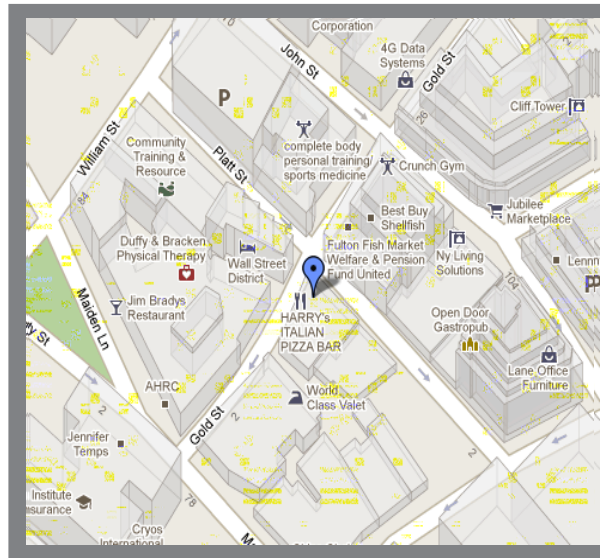 Corporation
4G Data
Systems
John St
Gold St
P
Cliff Tower
26
2
William St
Community
Training &
Resource
Platt St
complete body
personal training/
sports medicine
Crunch Gym
Jubilee
Marketplace
84
Best Buy
Shellfish
Duffy & Bracken
Physical Therapy
Wall Street
District
Fulton Fish Market
Welfare & Pension
Fund United
Ny Living
Solutions
104
P
Maiden Ln
Jim Bradys
Restaurant
HARRY's
ITALIAN
PIZZA BAR
Open Door
Gastropub
Lane Office
Furniture
AHRC
World
Class Valet
2
Gold St
Jennifer
Temps
2
2
Institute
78
Cryos
International